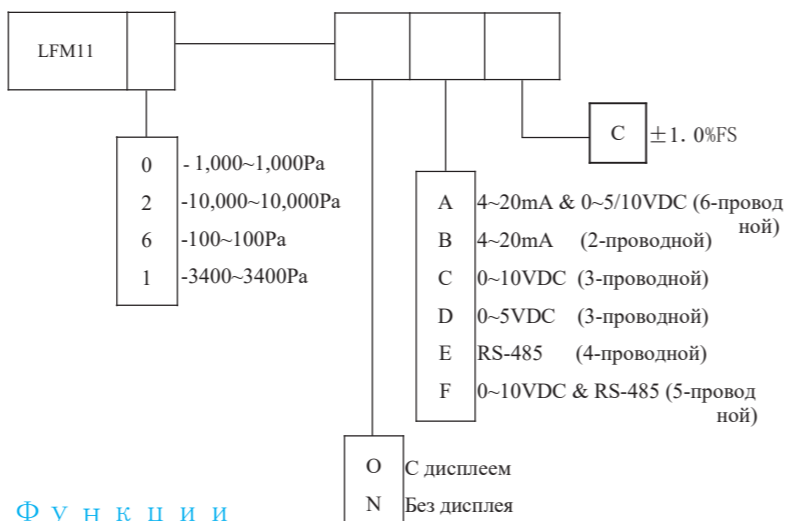 LFM11
C ±1. 0%FS
0 - 1,000~1,000Pa
2 -10,000~10,000Pa
6 -100~100Pa
1 -3400~3400Pa
A 4~20mA & 0~5/10VDC (6-провод
ной)
B 4~20mA (2-проводной)
C 0~10VDC (3-проводной)
D 0~5VDC (3-проводной)
E RS-485 (4-проводной)
F 0~10VDC & RS-485 (5-провод
ной)
O С дисплеем
N Без дисплея
Функции